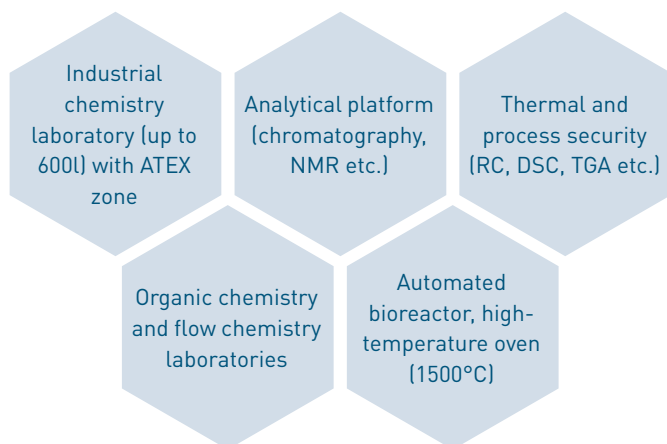 Industrial
chemistry
laboratory (up to
600l) with ATEX
zone
Analytical platform
(chromatography,
NMR etc.)
Thermal and
process security
(RC, DSC, TGA etc.)
Organic chemistry
and flow chemistry
laboratories
Automated
bioreactor, high-
temperature oven
(1500°C)